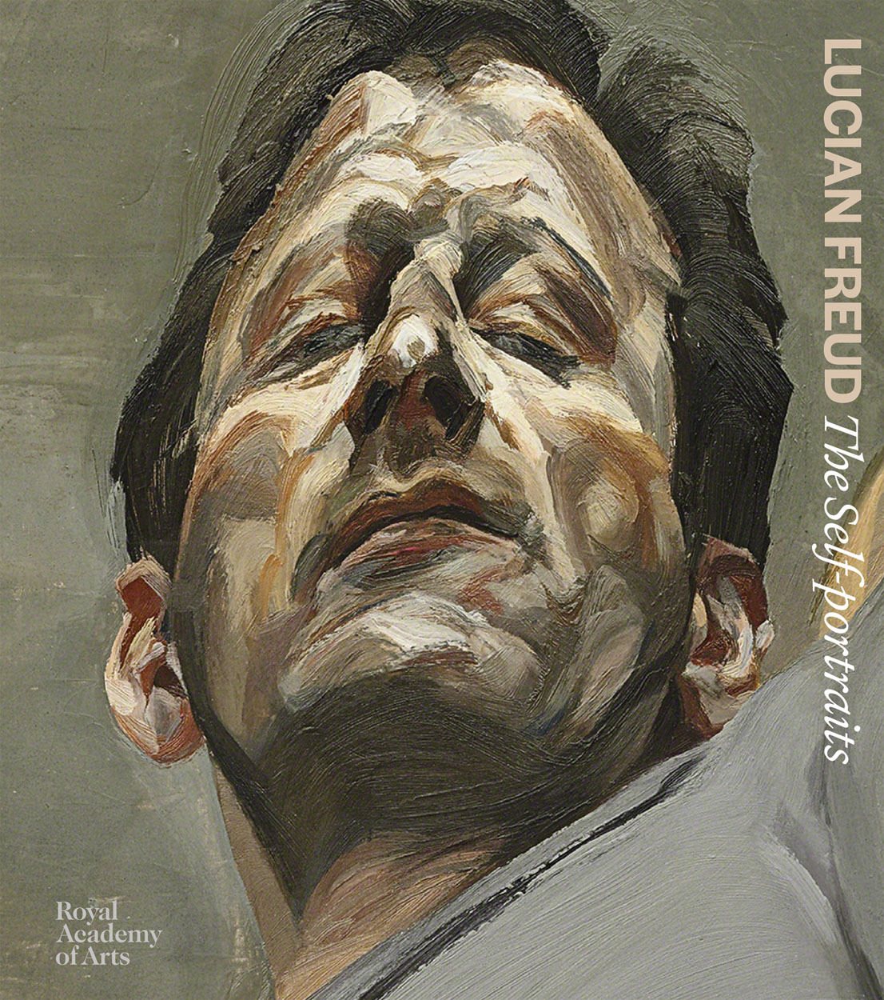 LUCIAN FREUD The Self-portraits
Royal
Academy
of Arts